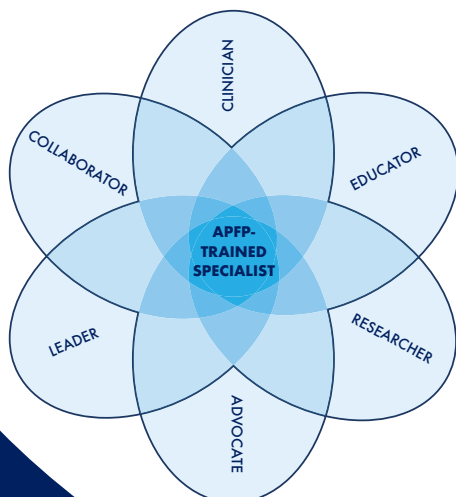 CLINICIAN
COLLABORATOR
EDUCATOR
APFP-
TRAINED
SPECIALIST
LEADER
RESEARCHER
ADVOCATE